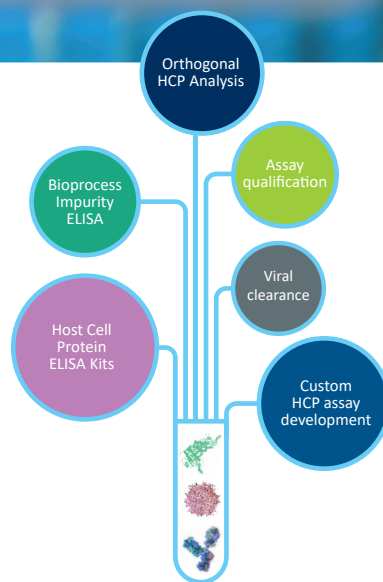 Orthogonal
HCP Analysis
Assay
qualification
Bioprocess
Impurity
ELISA
Viral
clearance
Host Cell
Protein
ELISA Kits
Custom
HCP assay
development